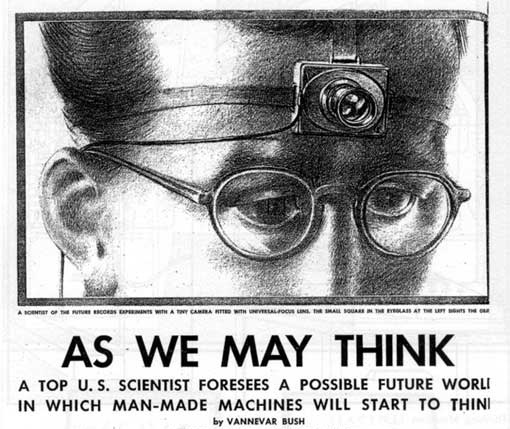 A SCIENTIST OF THE FUTURE RECORDS EXPERIMENTS WITH A TINY CAMERA FITTED WITH UNIVERSAL-FOCUS LENS. THE SMALL SQUARE IN THE EYEGLASS AT THE LEFT SIGHTS THE
AS WE MAY THINK
A TOP U. S. SCIENTIST FORESEES A POSSIBLE FUTURE WORL
IN WHICH MAN-MADE MACHINES WILL START TO THIN
by VANNEVAR BUSH